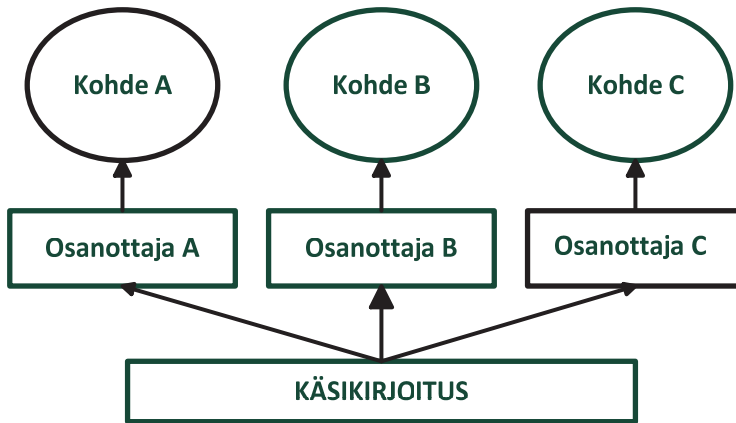 Kohde A
Kohde B
Kohde C
Osanottaja A
Osanottaja B
Osanottaja C
KÄSIKIRJOITUS